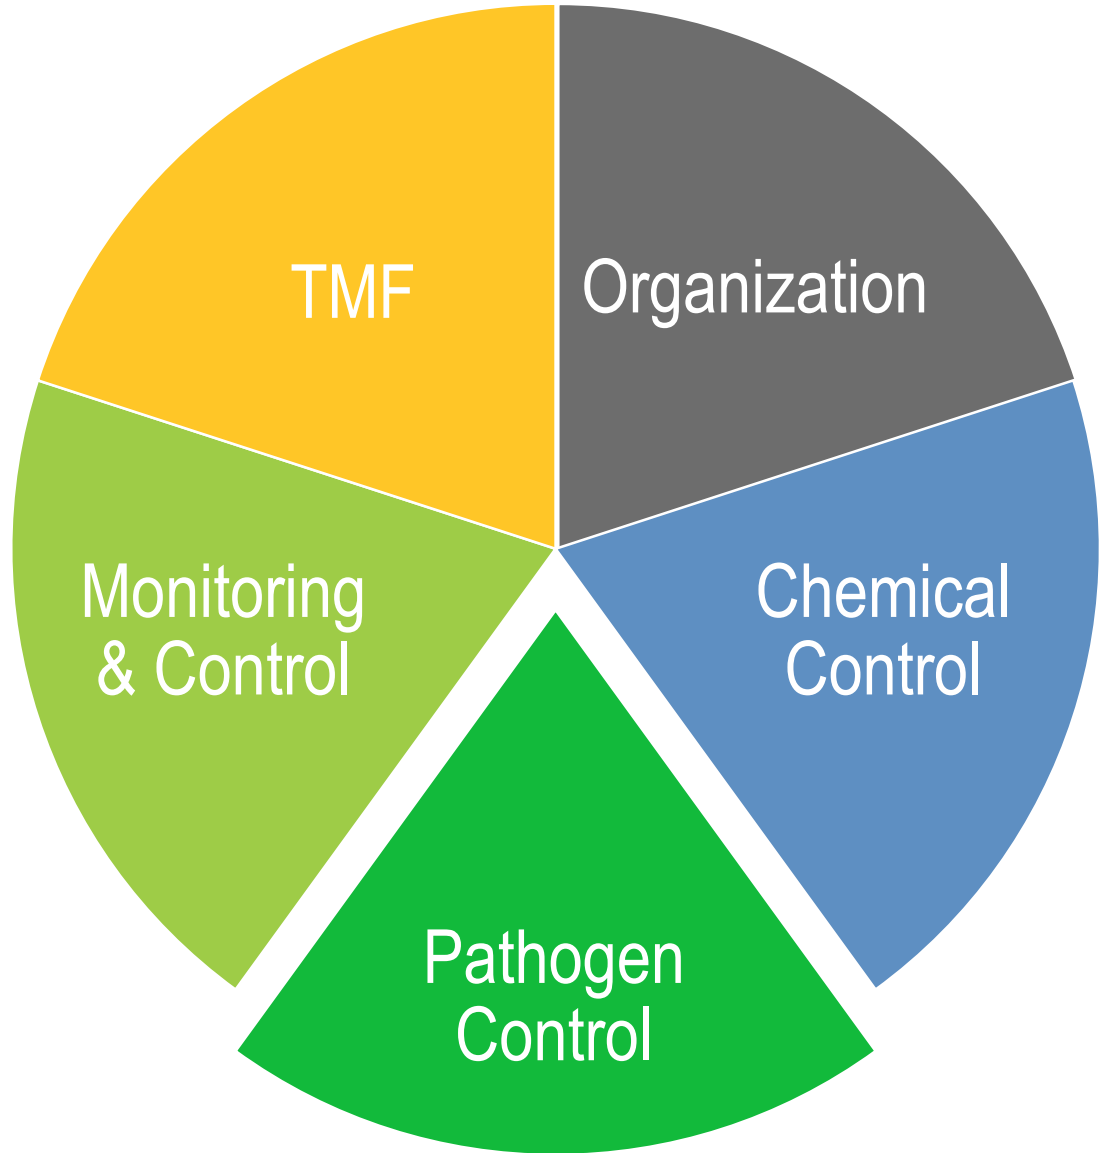 TMF
Organization
Monitoring
& Control
Chemical
Control
Pathogen
Control